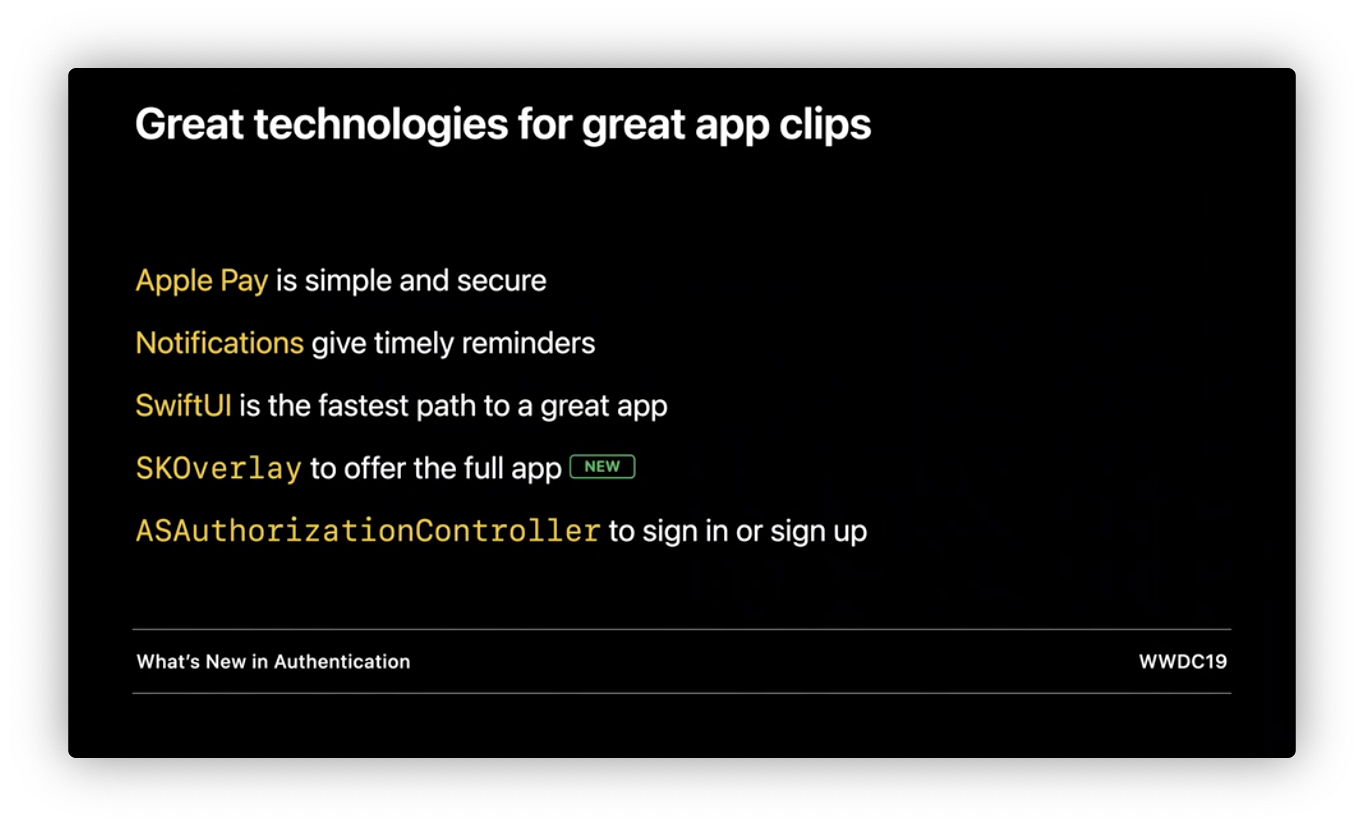 Great technologies for great app clips
Apple Pay is simple and secure
Notifications give timely reminders
SwiftUI is the fastest path to a great app
SKOverlay to offer the full app NEW
ASAuthorizationController to sign in or sign up
What’s New in Authentication WWDC19